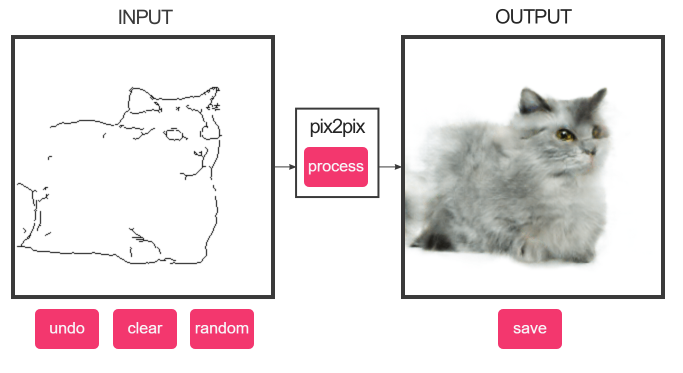 INPUT
OUTPUT
pix2pix
process
undo
clear
random
save